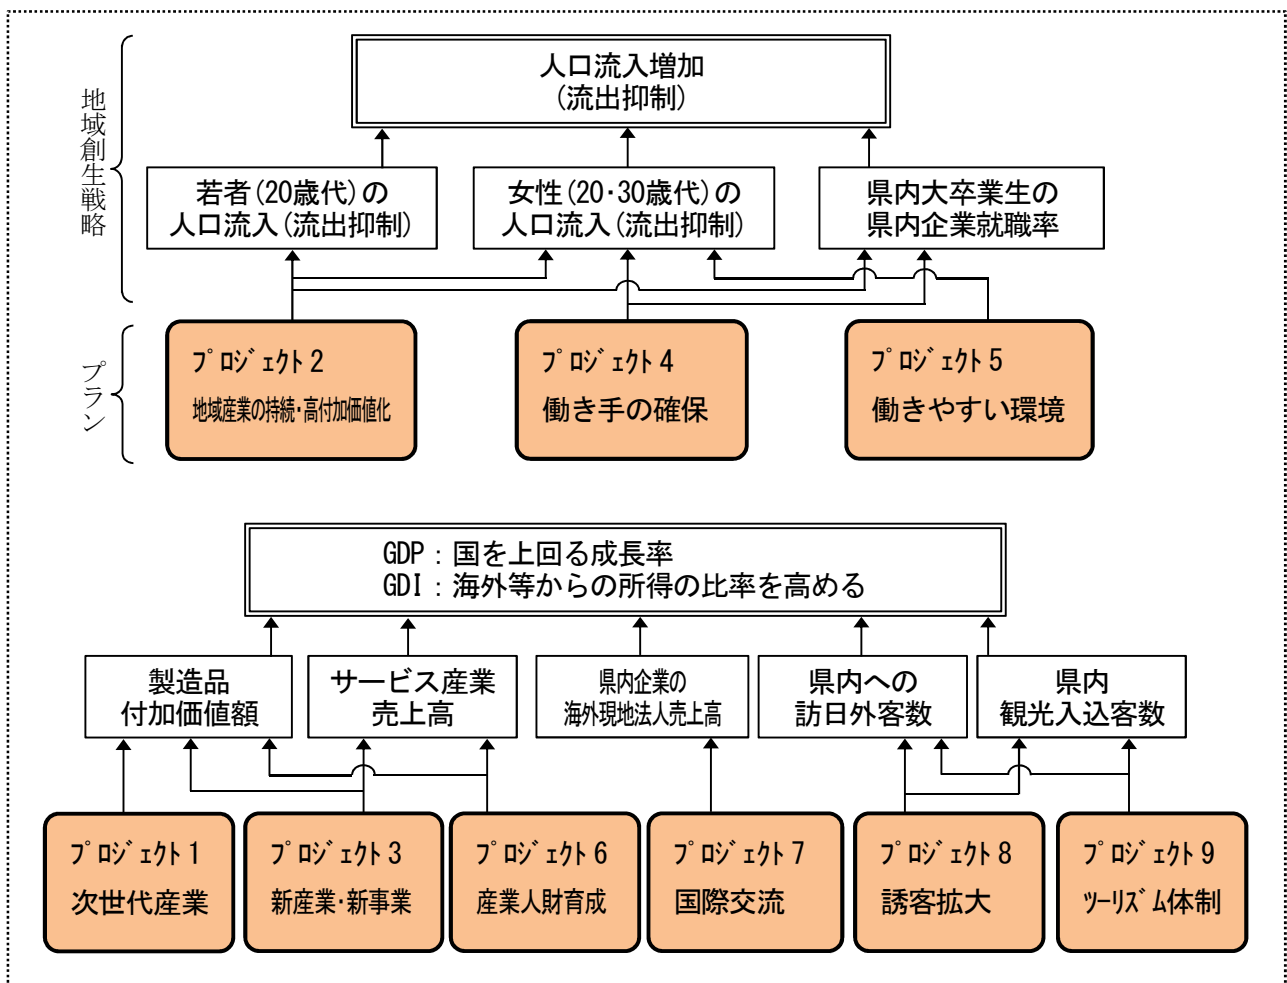 人口流入増加
(流出抑制)
地域創生戦略
若者(20歳代)の
人口流入(流出抑制)
女性(20・30歳代)の
人口流入(流出抑制)
県内大卒業生の
県内企業就職率
プラン
プロジェクト2
地域産業の持続・高付加価値化
プロジェクト4
働き手の確保
プロジェクト5
働きやすい環境
GDP：国を上回る成長率
GDI：海外等からの所得の比率を高める
製造品
付加価値額
サービス産業
売上高
県内企業の
海外現地法人売上高
県内への
訪日外客数
県内
観光入込客数
プロジェクト1
次世代産業
プロジェクト3
新産業・新事業
プロジェクト6
産業人財育成
プロジェクト7
国際交流
プロジェクト8
誘客拡大
プロジェクト9
ツーリズム体制